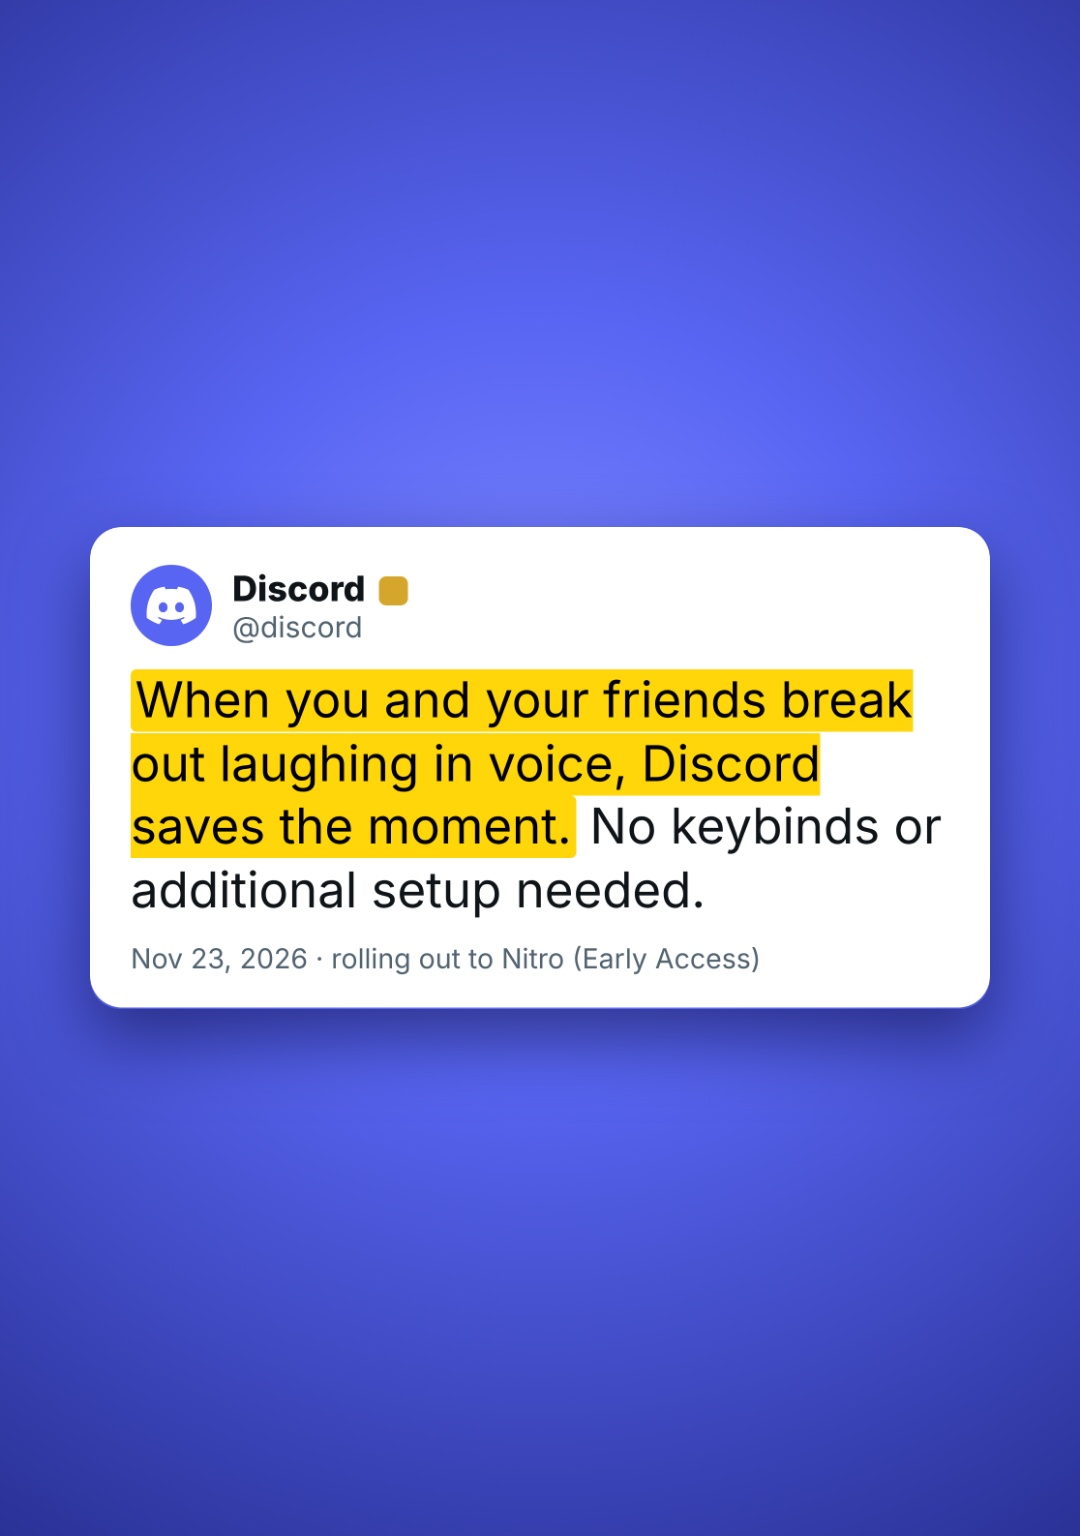 Discord
@discord
When you and your friends break
out laughing in voice, Discord
saves the moment. No keybinds or
additional setup needed.
Nov 23, 2026 · rolling out to Nitro (Early Access)